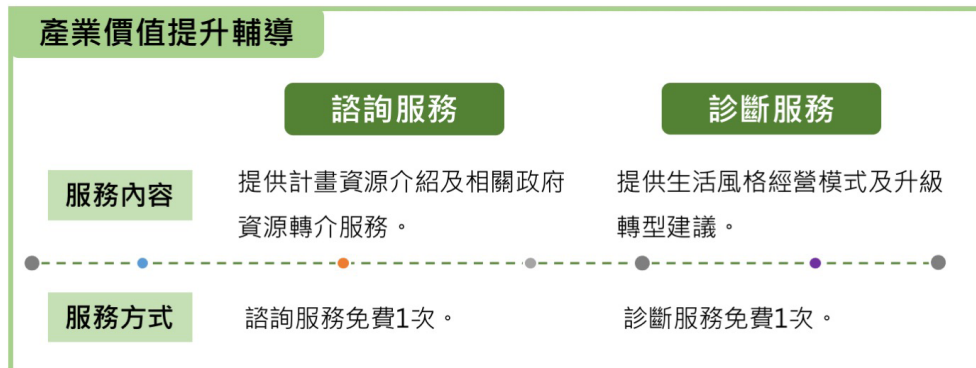 產業價值提升輔導
諮詢服務
診斷服務
服務內容
提供計畫資源介紹及相關政府
資源轉介服務。
提供生活風格經營模式及升級
轉型建議。
服務方式
諮詢服務免費1次。
診斷服務免費1次。